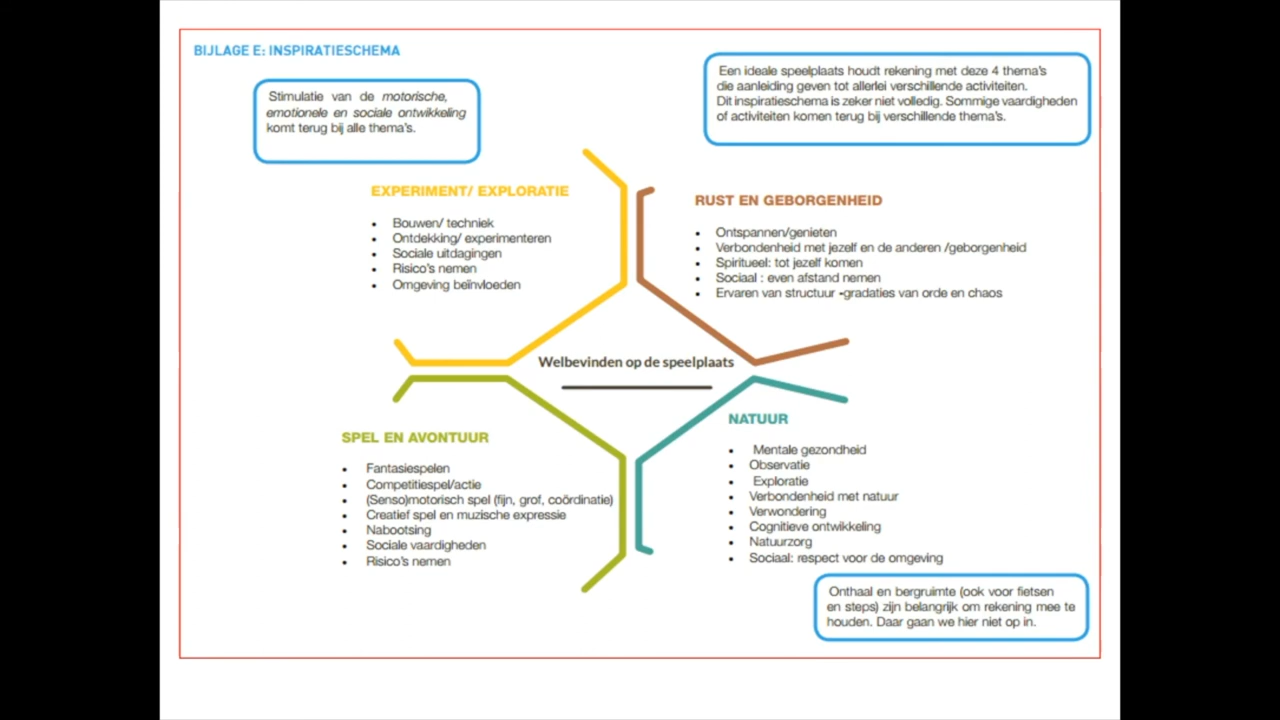 BIJLAGE E: INSPIRATIESCHEMA
Stimulatie van de motorische,
emotionele en sociale ontwikkeling
komt terug bij alle thema's.
Een ideale speelplaats houdt rekening met deze 4 thema's
die aanleiding geven tot allerlei verschillende activiteiten.
Dit inspiratieschema is zeker niet volledig. Sommige vaardigheden
of activiteiten komen terug bij verschillende thema's.
EXPERIMENT/ EXPLORATIE
• Bouwen/ techniek
• Ontdekking/ experimenteren
• Sociale uitdagingen
• Risico's nemen
• Omgeving beïnvloeden
RUST EN GEBORGENHEID
• Ontspannen/genieten
• Verbondenheid met jezelf en de anderen /geborgenheid
• Spiritueel: tot jezelf komen
• Sociaal : even afstand nemen
• Ervaren van structuur -gradaties van orde en chaos
Welbevinden op de speelplaats
SPEL EN AVONTUUR
• Fantasiespelen
• Competitiespel/actie
• (Senso)motorisch spel (fijn, grof, coördinatie)
• Creatief spel en muzische expressie
• Nabootsing
• Sociale vaardigheden
• Risico's nemen
NATUUR
• Mentale gezondheid
• Observatie
• Exploratie
• Verbondenheid met natuur
• Verwondering
• Cognitieve ontwikkeling
• Natuurzorg
• Sociaal: respect voor de omgeving
Onthaal en bergruimte (ook voor fietsen
en steps) zijn belangrijk om rekening mee te
houden. Daar gaan we hier niet op in.